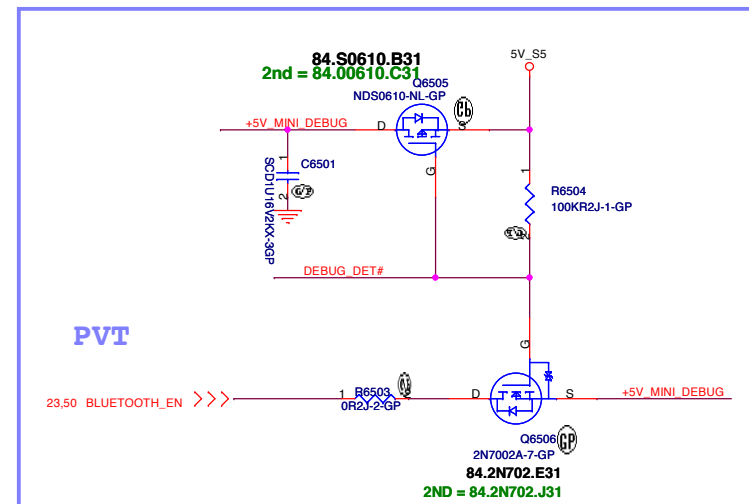 84.S0610.B31
2nd = 84.00610.C31
Q6505
NDS0610-NL-GP
5V_S5
+5V_MINI_DEBUG
D
S
G
1
C6501
2
SCD1U16V2KX-3GP
1
R6504
100KR2J-1-GP
2
DEBUG_DET#
PVT
G
23,50 BLUETOOTH_EN
1
R6503
0R2J-2-GP
D
S
+5V_MINI_DEBUG
Q6506
GP
2N7002A-7-GP
84.2N702.E31
2ND = 84.2N702.J31